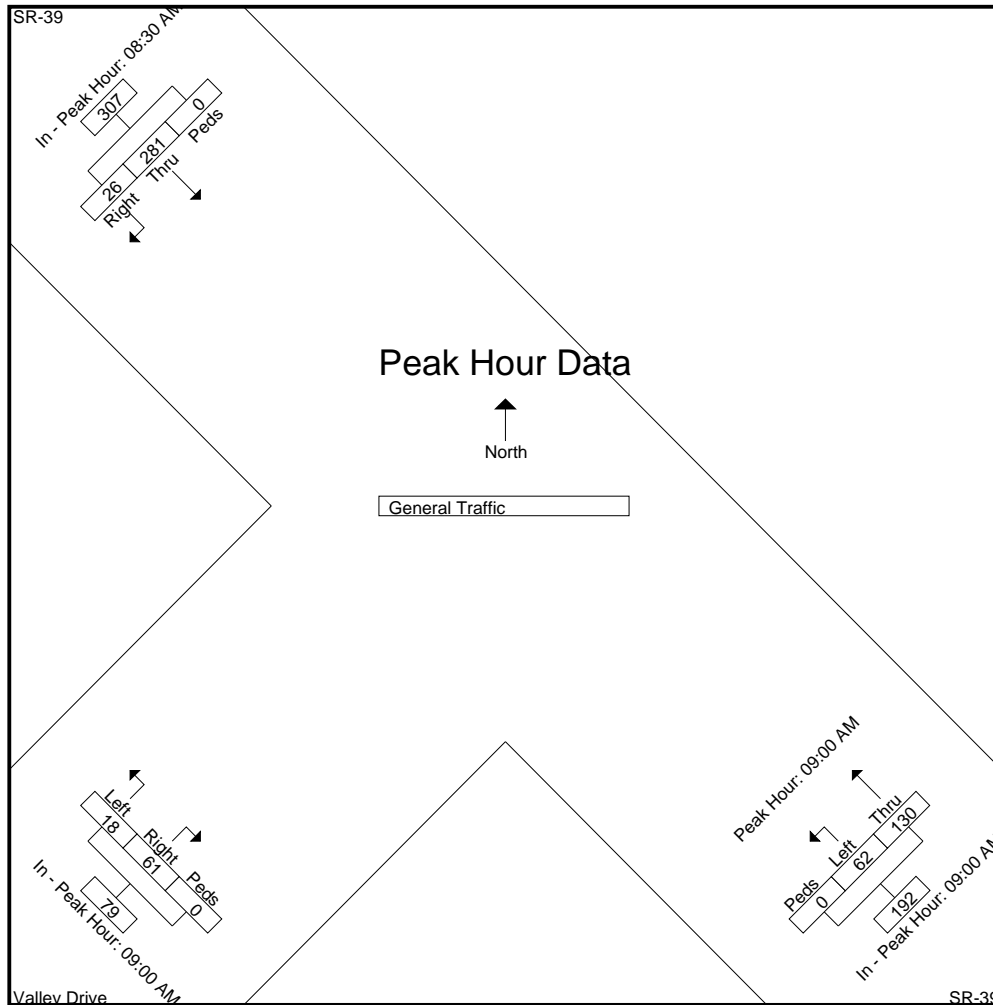 SR-39
In - Peak Hour: 08:30 AM
307
0
281
26
Peds
Thru
Right
Peak Hour Data
North
General Traffic
Left
Right
Peds
18
61
0
79
In - Peak Hour: 09:00 AM
Valley Drive
Peak Hour: 09:00 AM
Thru
Left
Peds
130
62
0
192
In - Peak Hour: 09:00 AM
SR-39